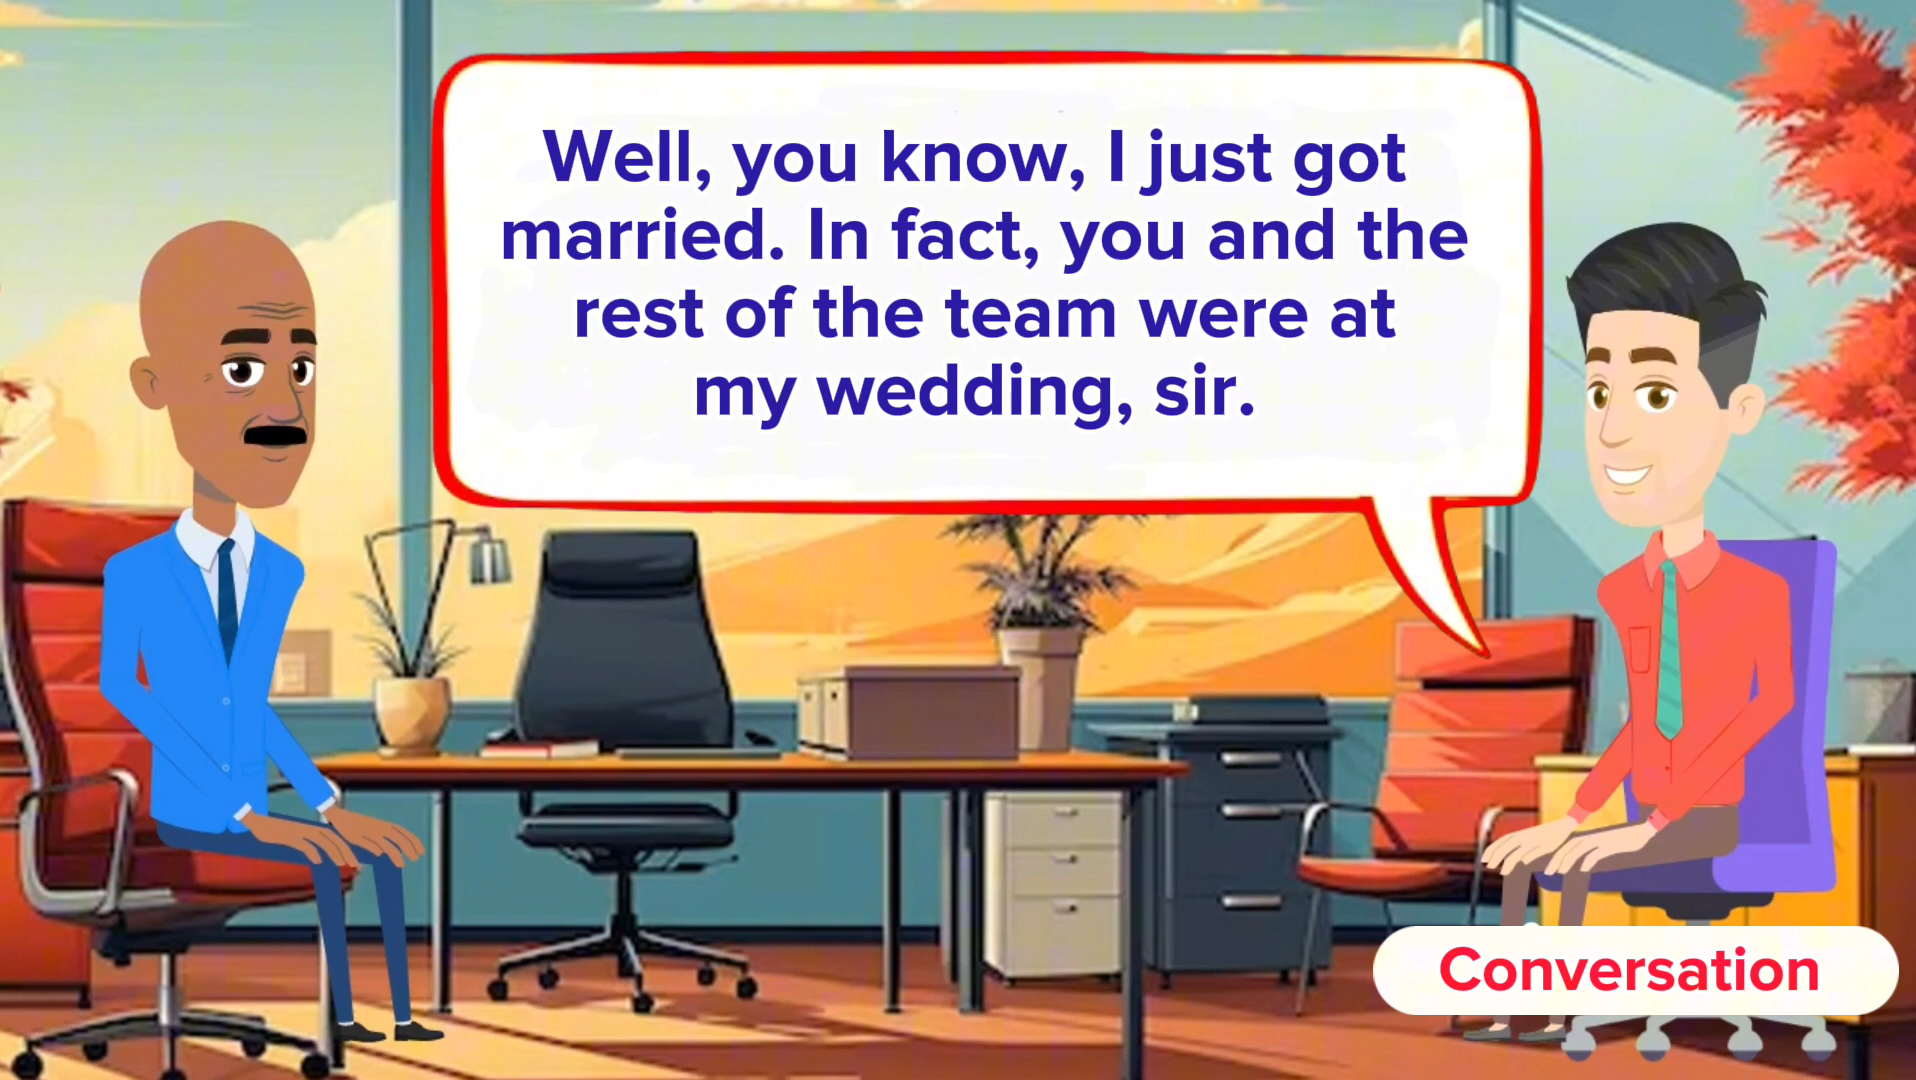 Well, you know, I just got
married. In fact, you and the
rest of the team were at
my wedding, sir.
Conversation